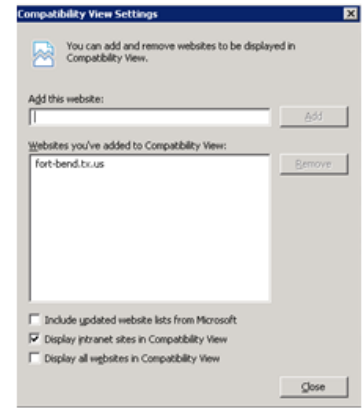 Compatibility View Settings
You can add and remove websites to be displayed in
Compatibility View.
Add this website:
Add
Websites you've added to Compatibility View:
fort-bend.tx.us
Remove
Include updated website lists from Microsoft
Display intranet sites in Compatibility View
Display all websites in Compatibility View
Close